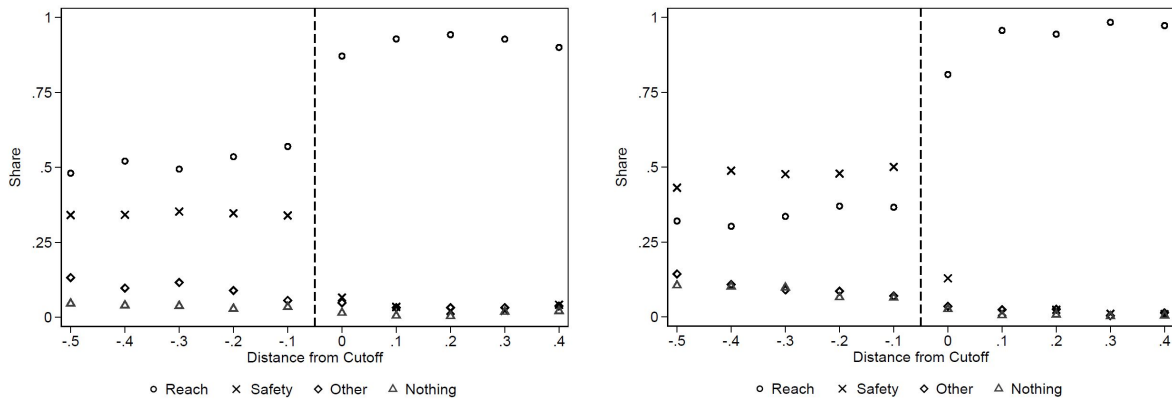 1
.75
.5
.25
0
Share
-.5 -.4 -.3 -.2 -.1 0 .1 .2 .3 .4
Distance from Cutoff
Reach Safety Other Nothing
1
.75
.5
.25
0
Share
-.5 -.4 -.3 -.2 -.1 0 .1 .2 .3 .4
Distance from Cutoff
Reach Safety Other Nothing